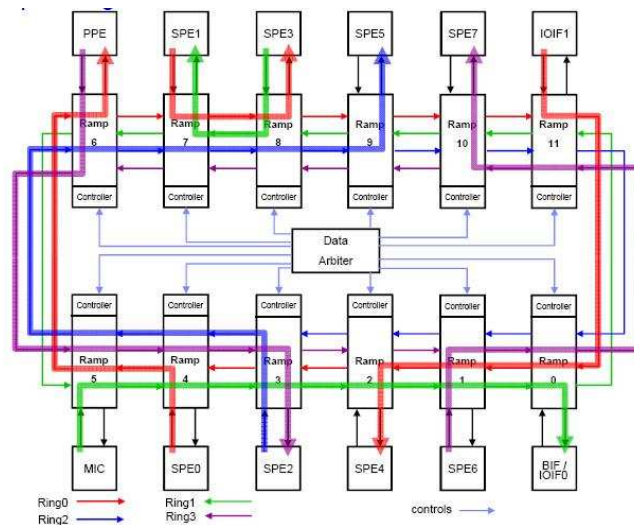 PPE SPE1 SPE3 SPE5 SPE7 IOIF1
Ramp Ramp Ramp Ramp Ramp Ramp
6 7 8 9 10 11
Controller Controller Controller Controller Controller Controller
Data
Arbiter
Controller Controller Controller Controller Controller Controller
Ramp Ramp Ramp Ramp Ramp Ramp
5 4 3 2 1 0
MIC SPE0 SPE2 SPE4 SPE6 BIF /
IOIF0
Ring0 Ring1
Ring2 Ring3 controls